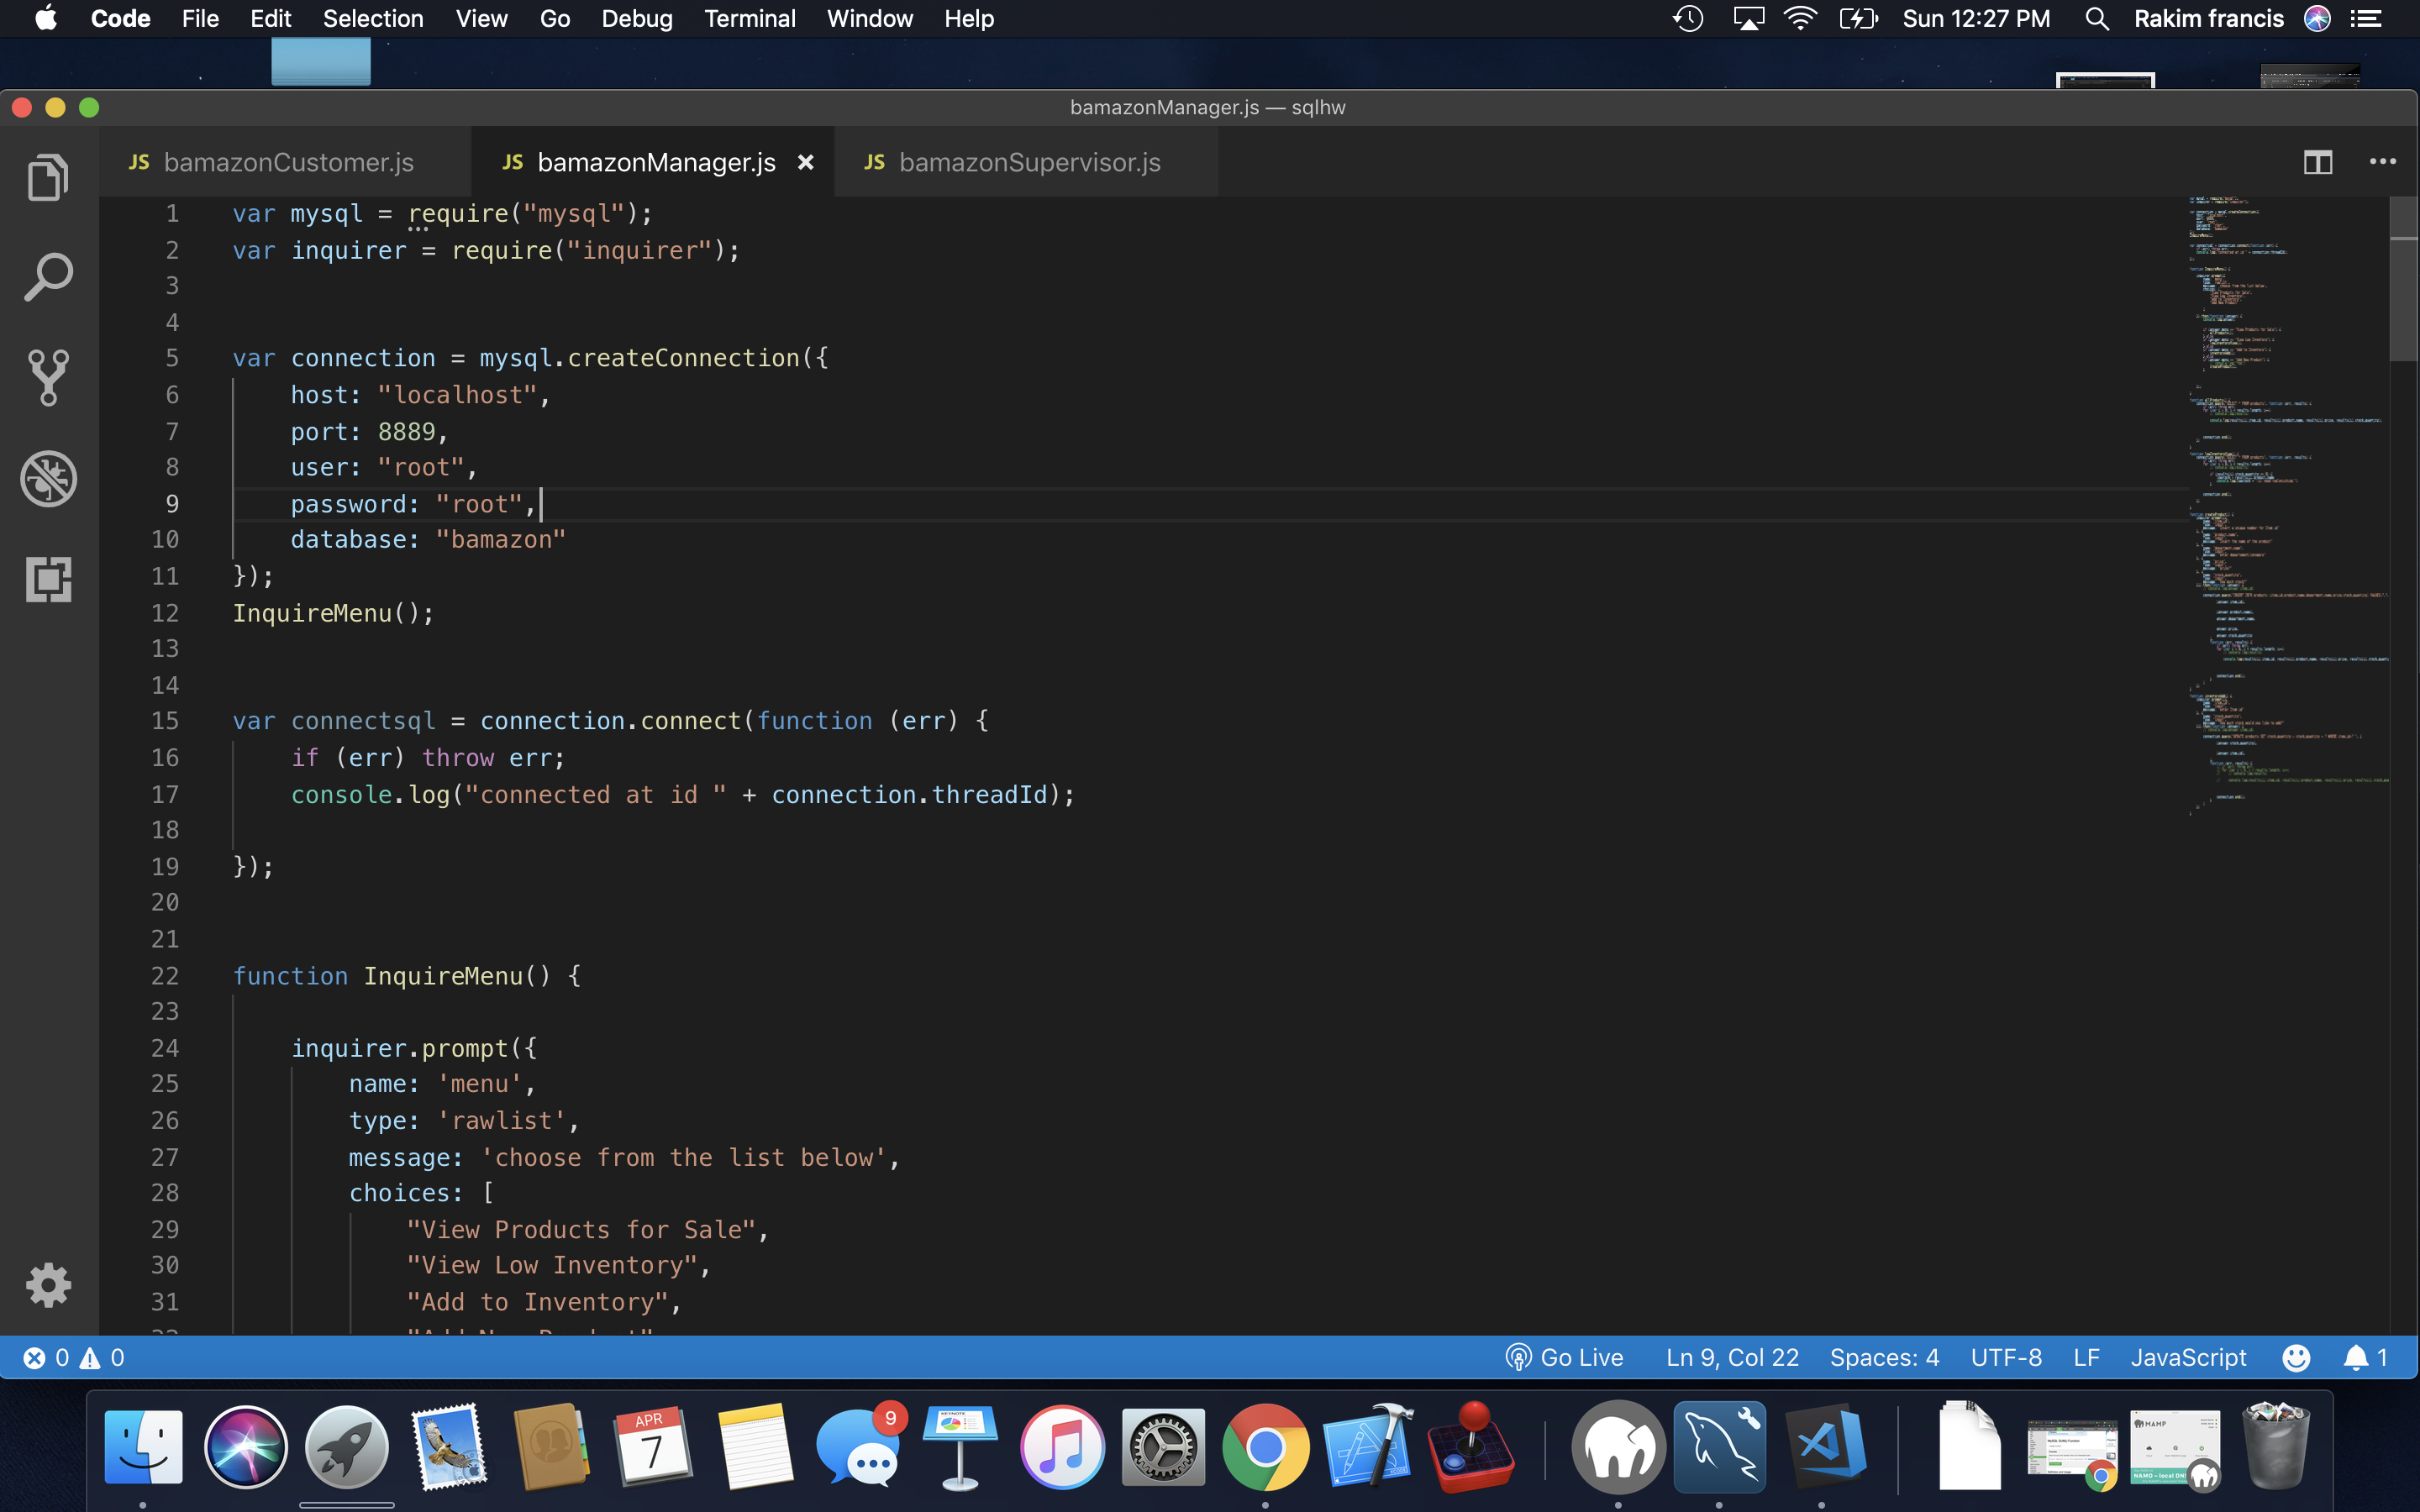 Code File Edit Selection View Go Debug Terminal Window Help Sun 12:27 PM Rakim francis
bamazonManager.js — sqlhw
JS bamazonCustomer.js JS bamazonManager.js × JS bamazonSupervisor.js
1 var mysql = require("mysql");
2 var inquirer = require("inquirer");
3
4
5 var connection = mysql.createConnection({
6 host: "localhost",
7 port: 8889,
8 user: "root",
9 password: "root",
10 database: "bamazon"
11 });
12 InquireMenu();
13
14
15 var connectsql = connection.connect(function (err) {
16 if (err) throw err;
17 console.log("connected at id " + connection.threadId);
18
19 });
20
21
22 function InquireMenu() {
23
24 inquirer.prompt({
25 name: 'menu',
26 type: 'rawlist',
27 message: 'choose from the list below',
28 choices: [
29 "View Products for Sale",
30 "View Low Inventory",
31 "Add to Inventory",
0 0 Go Live Ln 9, Col 22 Spaces: 4 UTF-8 LF JavaScript 1
APR
7
9
MAMP